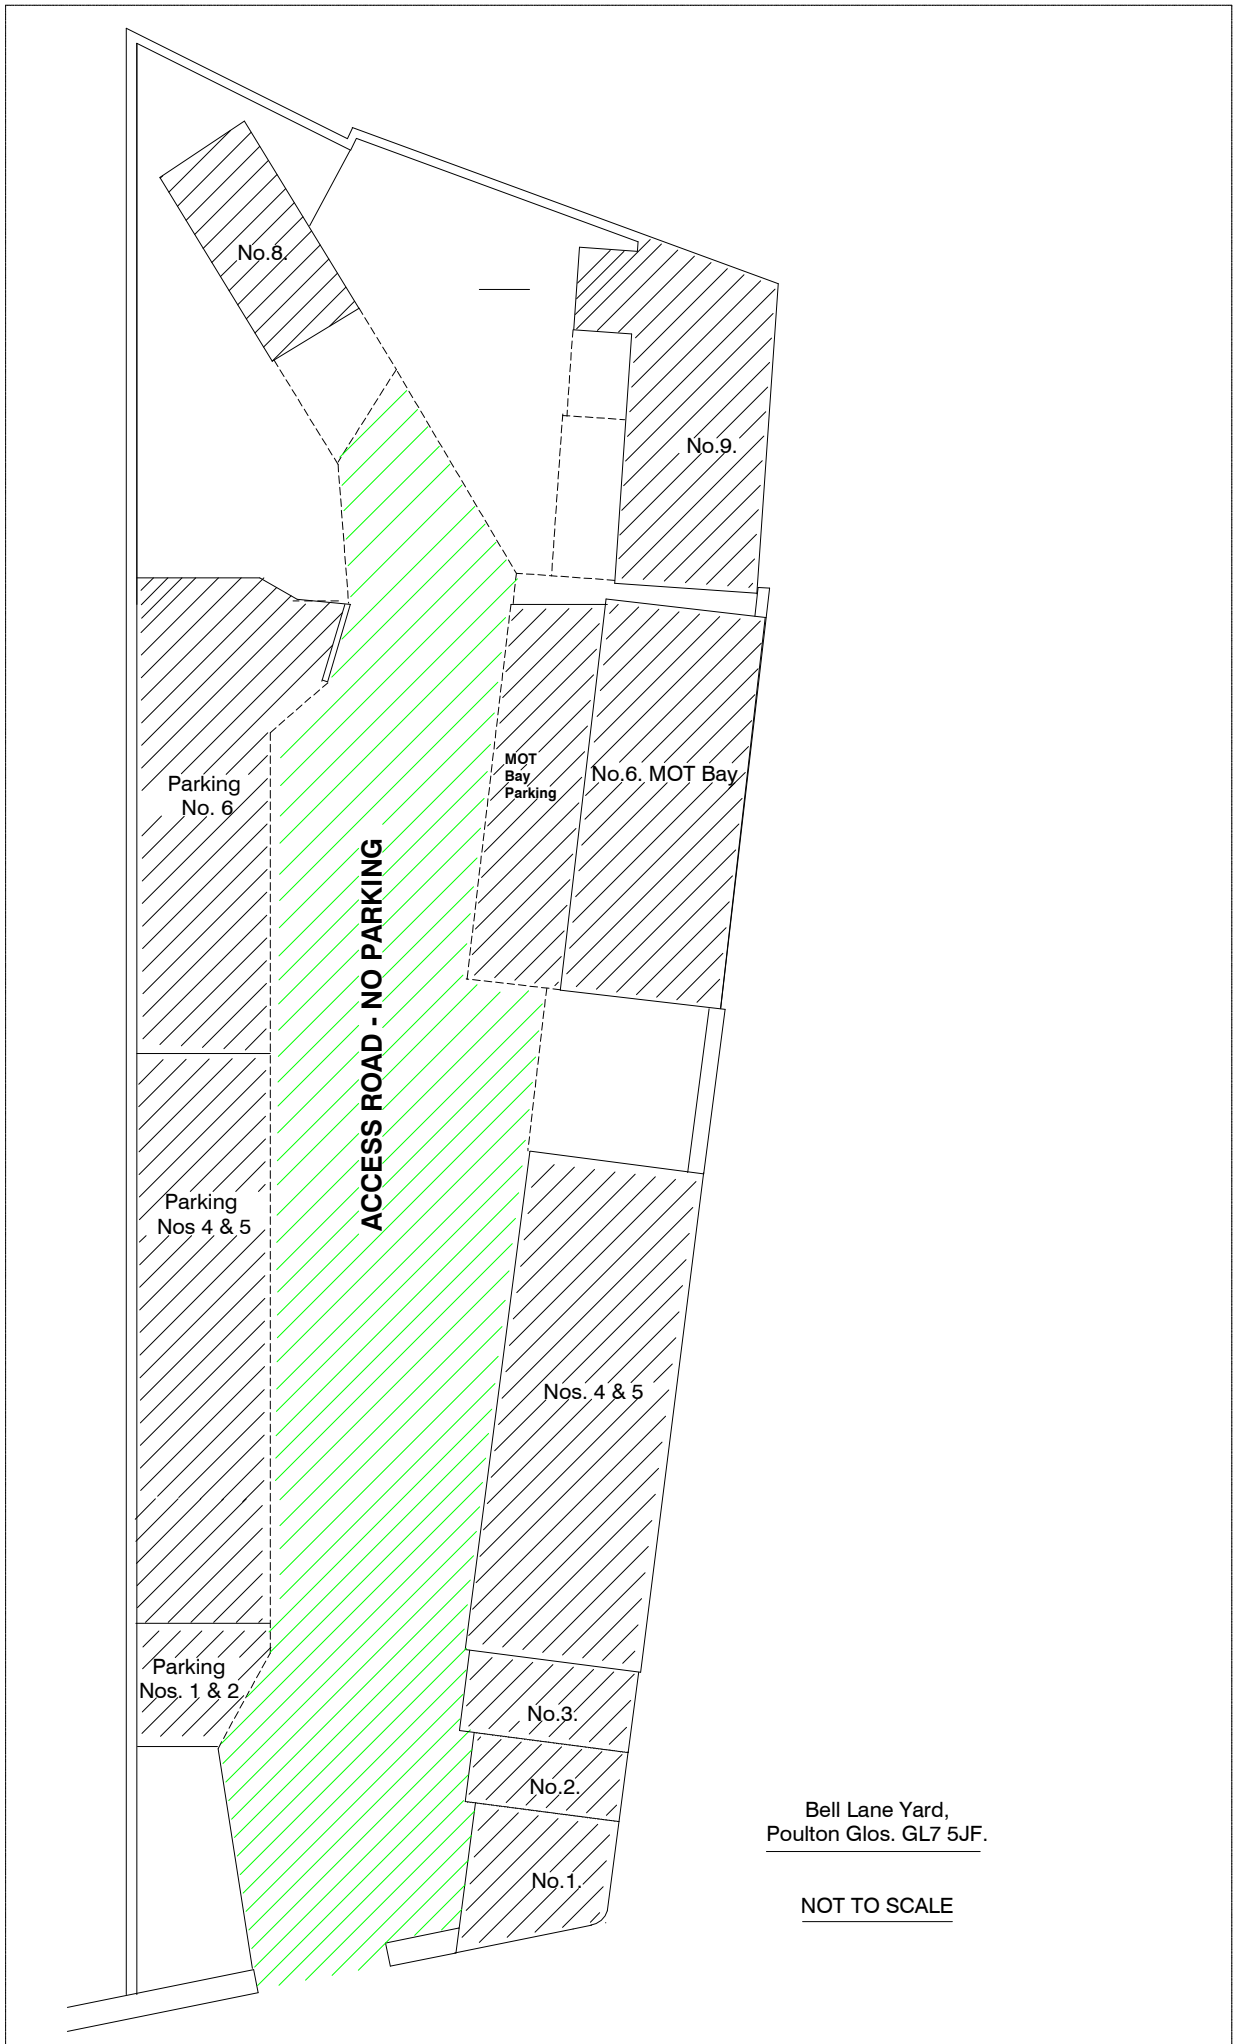 No.8.
No.9.
MOT
Bay
Parking
No.6. MOT Bay
Parking
No. 6
ACCESS ROAD - NO PARKING
Parking
Nos 4 & 5
Nos. 4 & 5
Parking
Nos. 1 & 2
No.3.
No.2.
No.1.
Bell Lane Yard,
Poulton Glos. GL7 5JF.
NOT TO SCALE